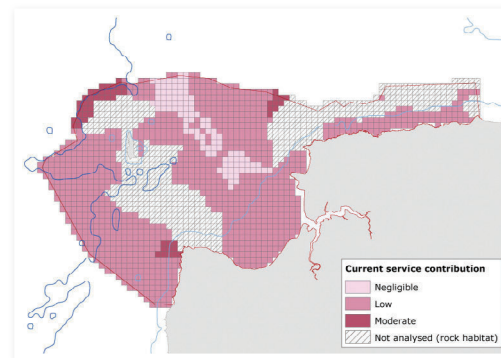 Current service contribution
Negligible
Low
Moderate
Not analysed (rock habitat)